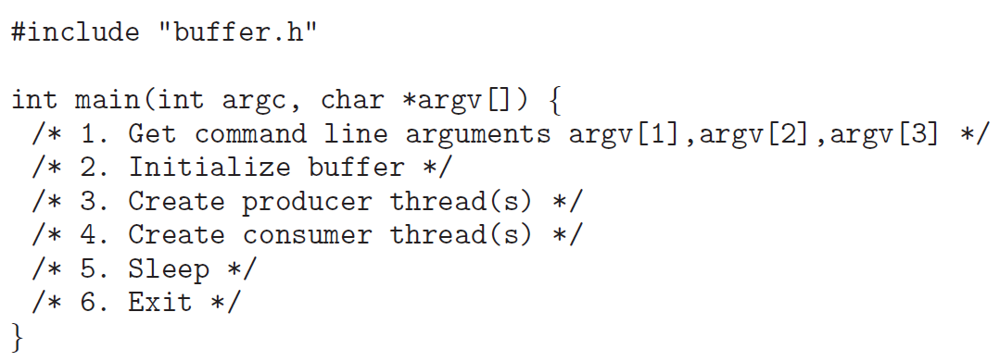 #include "buffer.h"
int main(int argc, char *argv[]) {
/* 1. Get command line arguments argv[1],argv[2],argv[3] */
/* 2. Initialize buffer */
/* 3. Create producer thread(s) */
/* 4. Create consumer thread(s) */
/* 5. Sleep */
/* 6. Exit */
}